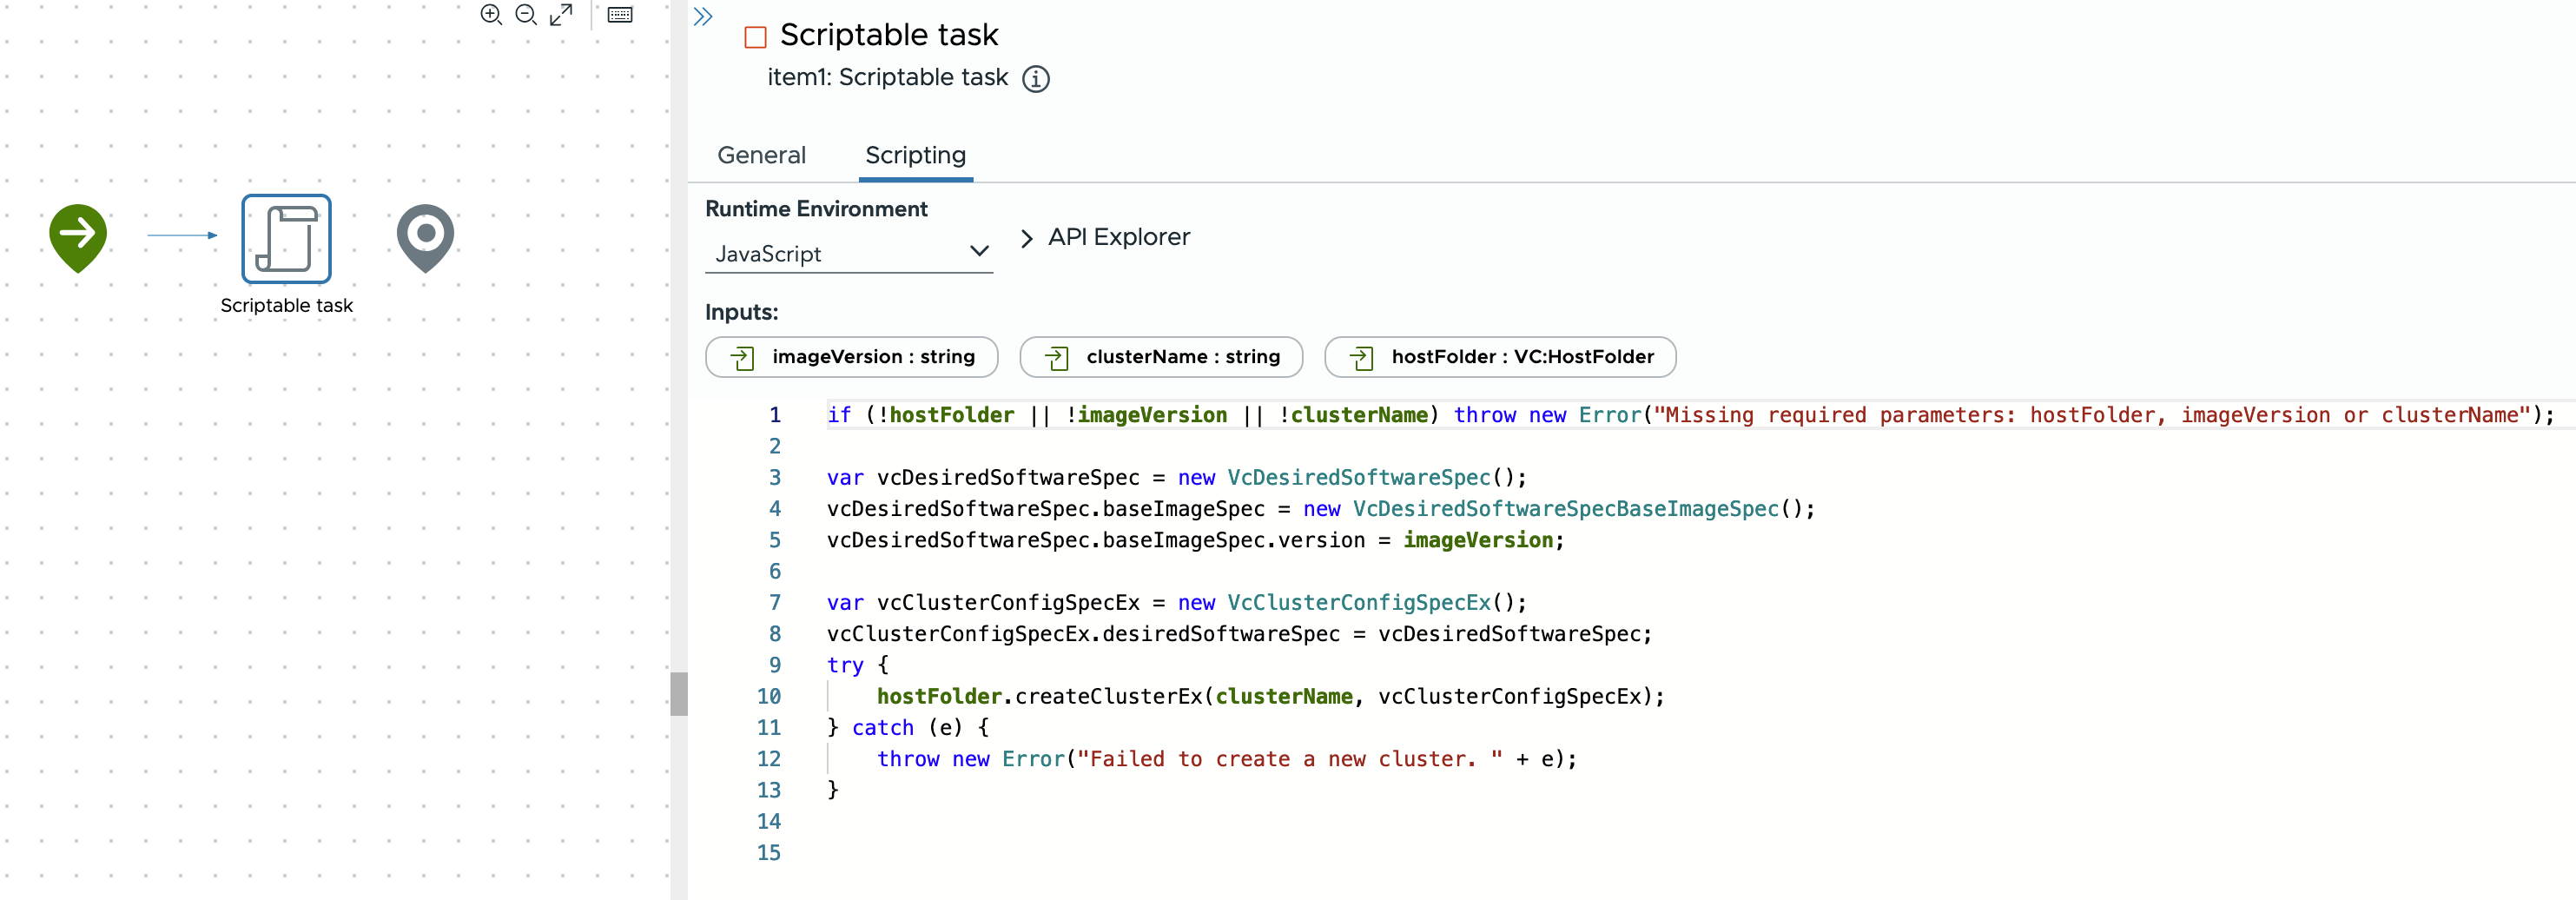 Scriptable task
Scriptable task
item1: Scriptable task
General
Scripting
Runtime Environment
JavaScript
API Explorer
Inputs:
imageVersion : string
clusterName : string
hostFolder : VC:HostFolder
1 if (!hostFolder || !imageVersion || !clusterName) throw new Error("Missing required parameters: hostFolder, imageVersion or clusterName");
2
3 var vcDesiredSoftwareSpec = new VcDesiredSoftwareSpec();
4 vcDesiredSoftwareSpec.baseImageSpec = new VcDesiredSoftwareSpecBaseImageSpec();
5 vcDesiredSoftwareSpec.baseImageSpec.version = imageVersion;
6
7 var vcClusterConfigSpecEx = new VcClusterConfigSpecEx();
8 vcClusterConfigSpecEx.desiredSoftwareSpec = vcDesiredSoftwareSpec;
9 try {
10 hostFolder.createClusterEx(clusterName, vcClusterConfigSpecEx);
11 } catch (e) {
12 throw new Error("Failed to create a new cluster. " + e);
13 }
14
15